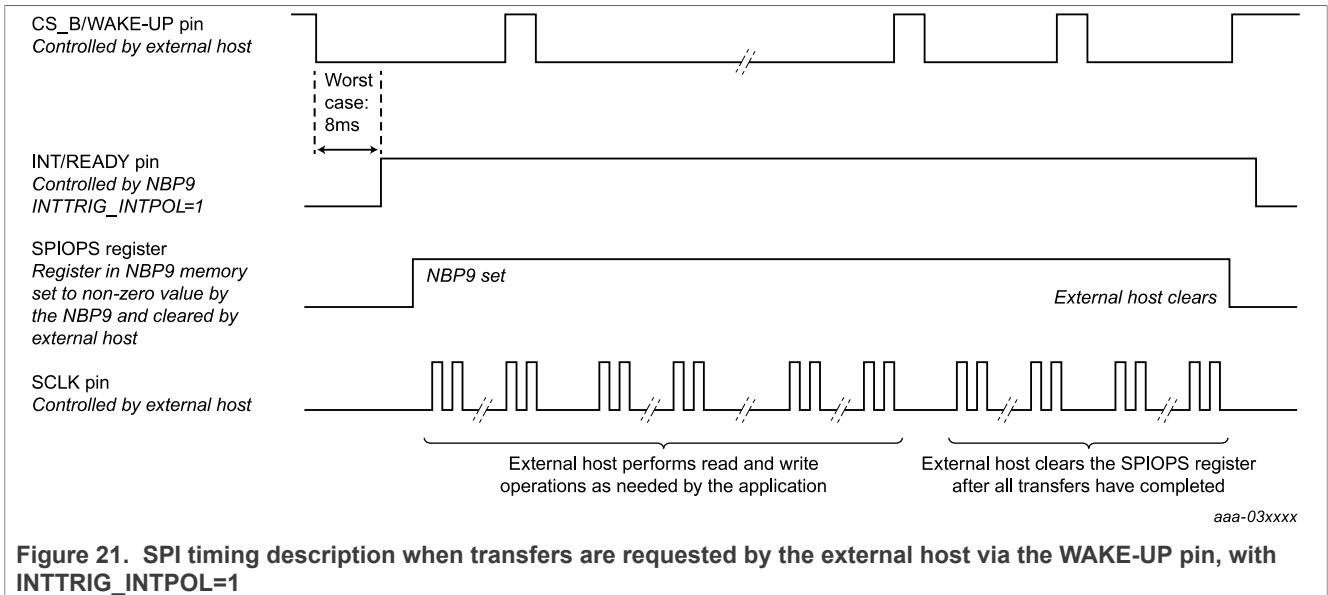 CS_B/WAKE-UP pin
Controlled by external host
Worst
case:
8ms
INT/READY pin
Controlled by NBP9
INTTRIG_INTPOL=1
SPIOPS register
Register in NBP9 memory
set to non-zero value by
the NBP9 and cleared by
external host
NBP9 set
External host clears
SCLK pin
Controlled by external host
External host performs read and write
operations as needed by the application
External host clears the SPIOPS register
after all transfers have completed
aaa-03xxxx
Figure 21. SPI timing description when transfers are requested by the external host via the WAKE-UP pin, with
INTTRIG_INTPOL=1